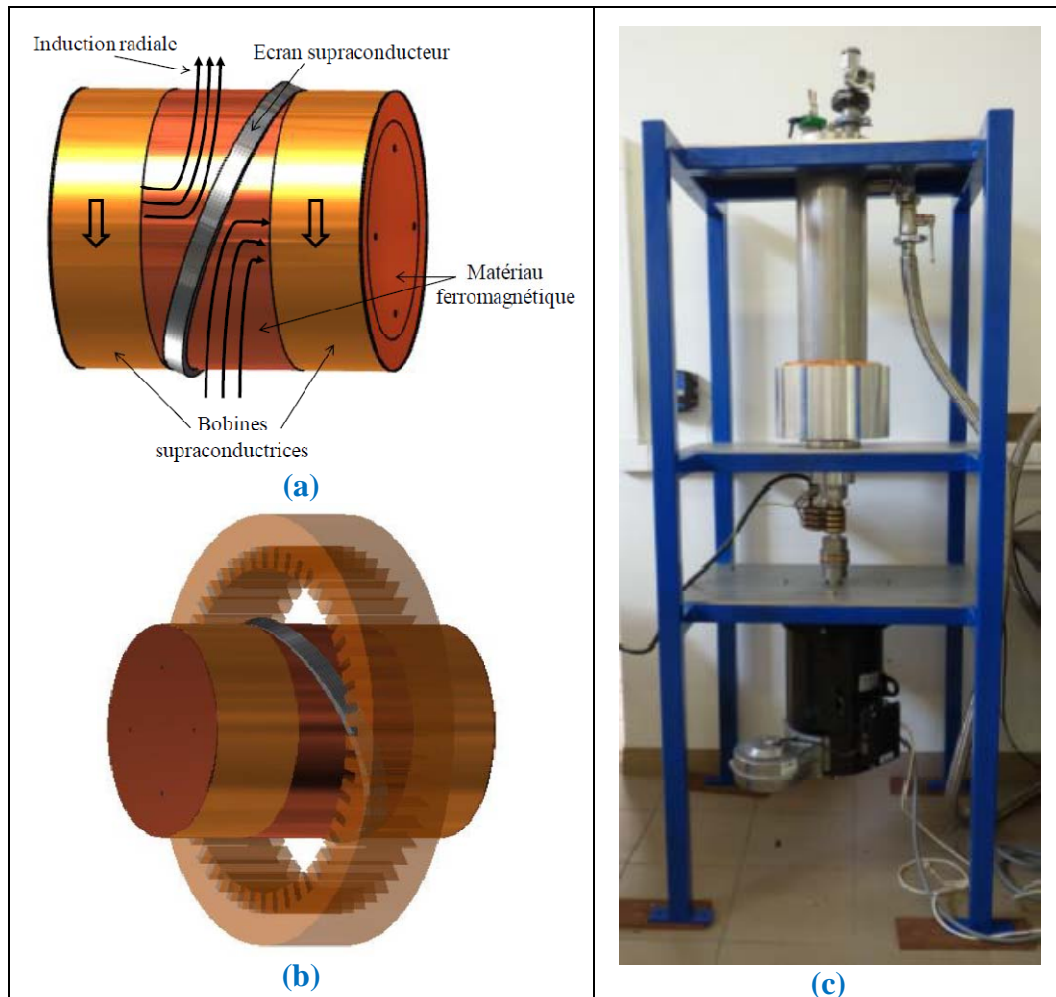 Induction radiale
Ecran supraconducteur
Matériau
ferromagnétique
Bobines
supraconductrices
(a)
(b)
(c)